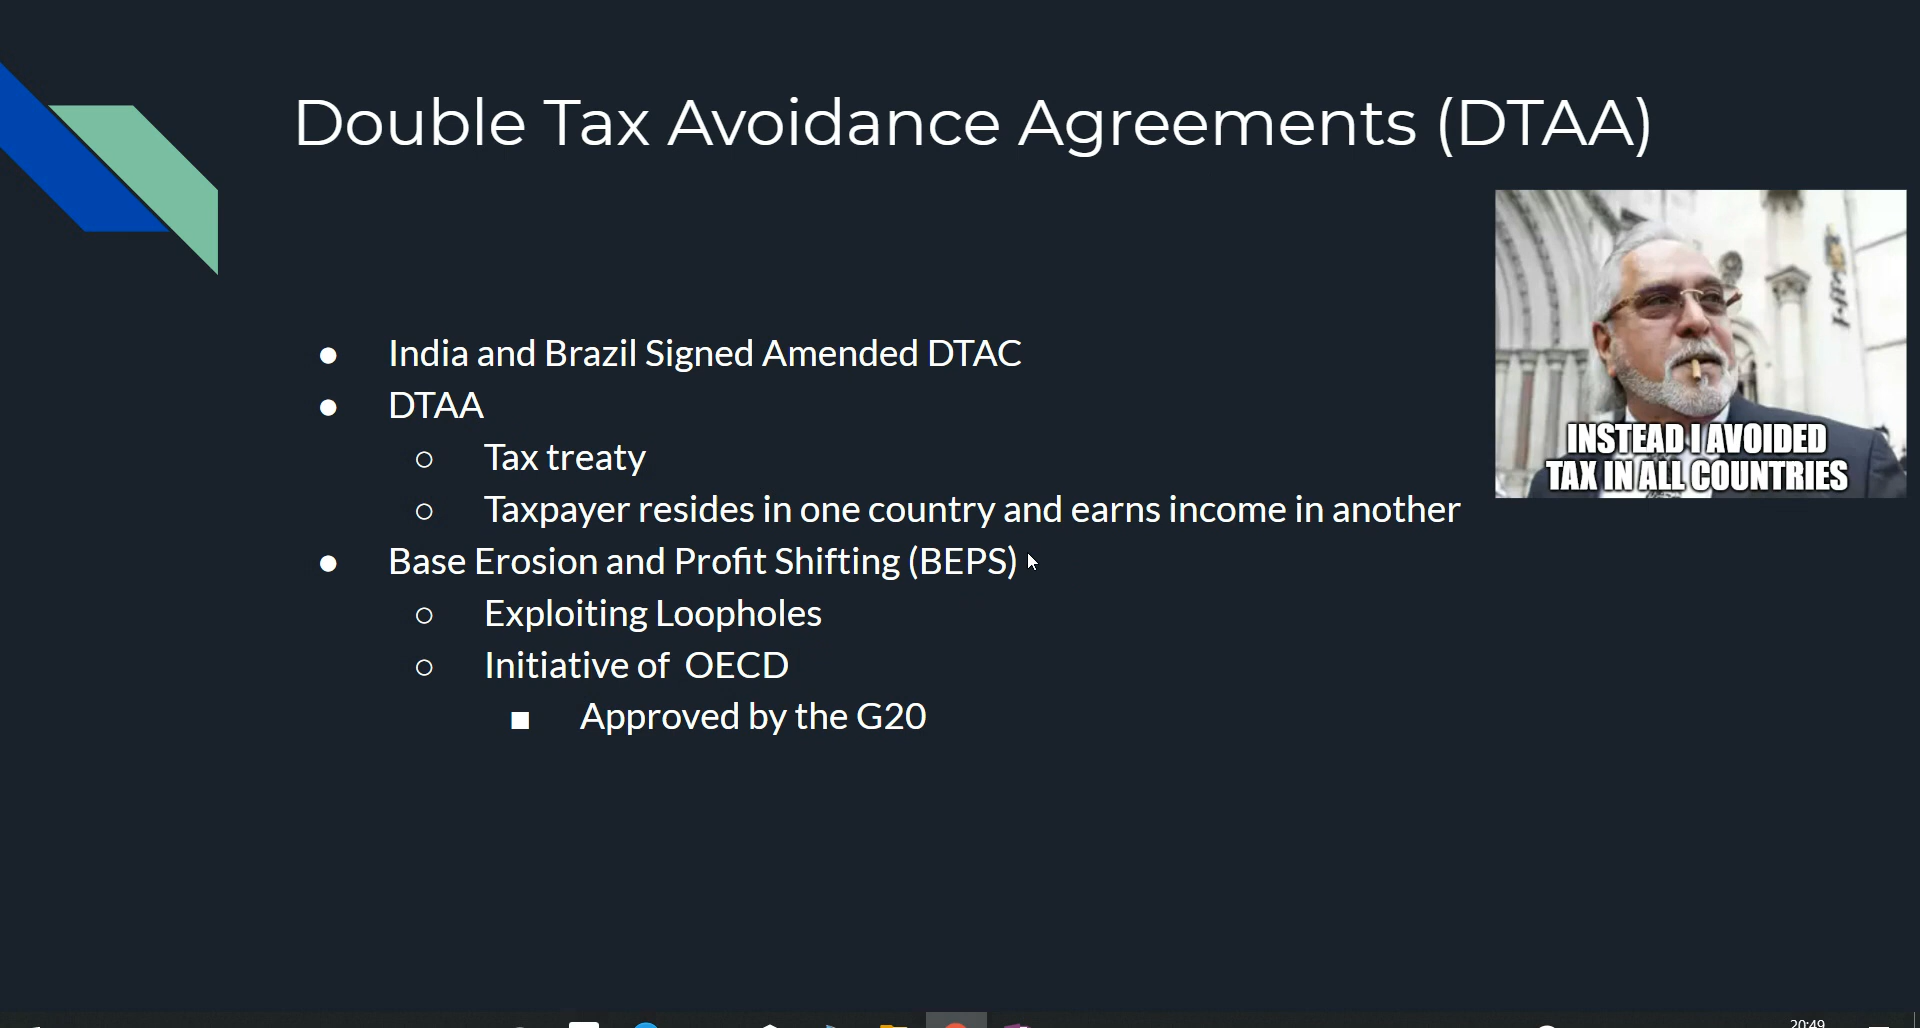 Double Tax Avoidance Agreements (DTAA)
● India and Brazil Signed Amended DTAC
● DTAA
○ Tax treaty
○ Taxpayer resides in one country and earns income in another
● Base Erosion and Profit Shifting (BEPS)
○ Exploiting Loopholes
○ Initiative of OECD
■ Approved by the G20
INSTEAD I AVOIDED
TAX IN ALL COUNTRIES
20:49